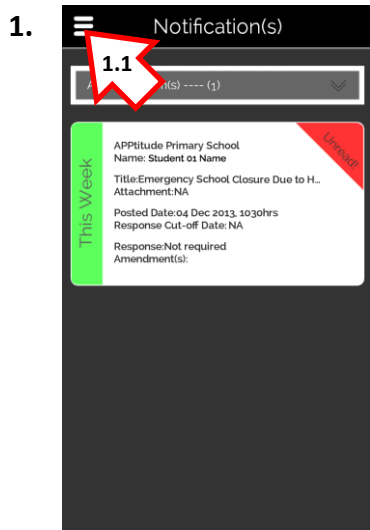 1.
Notification(s)
1.1
(s) ---- (1)
This Week
Unread!
APPtitude Primary School
Name: Student 01 Name
Title:Emergency School Closure Due to H...
Attachment:NA
Posted Date:04 Dec 2013, 1030hrs
Response Cut-off Date: NA
Response:Not required
Amendment(s):